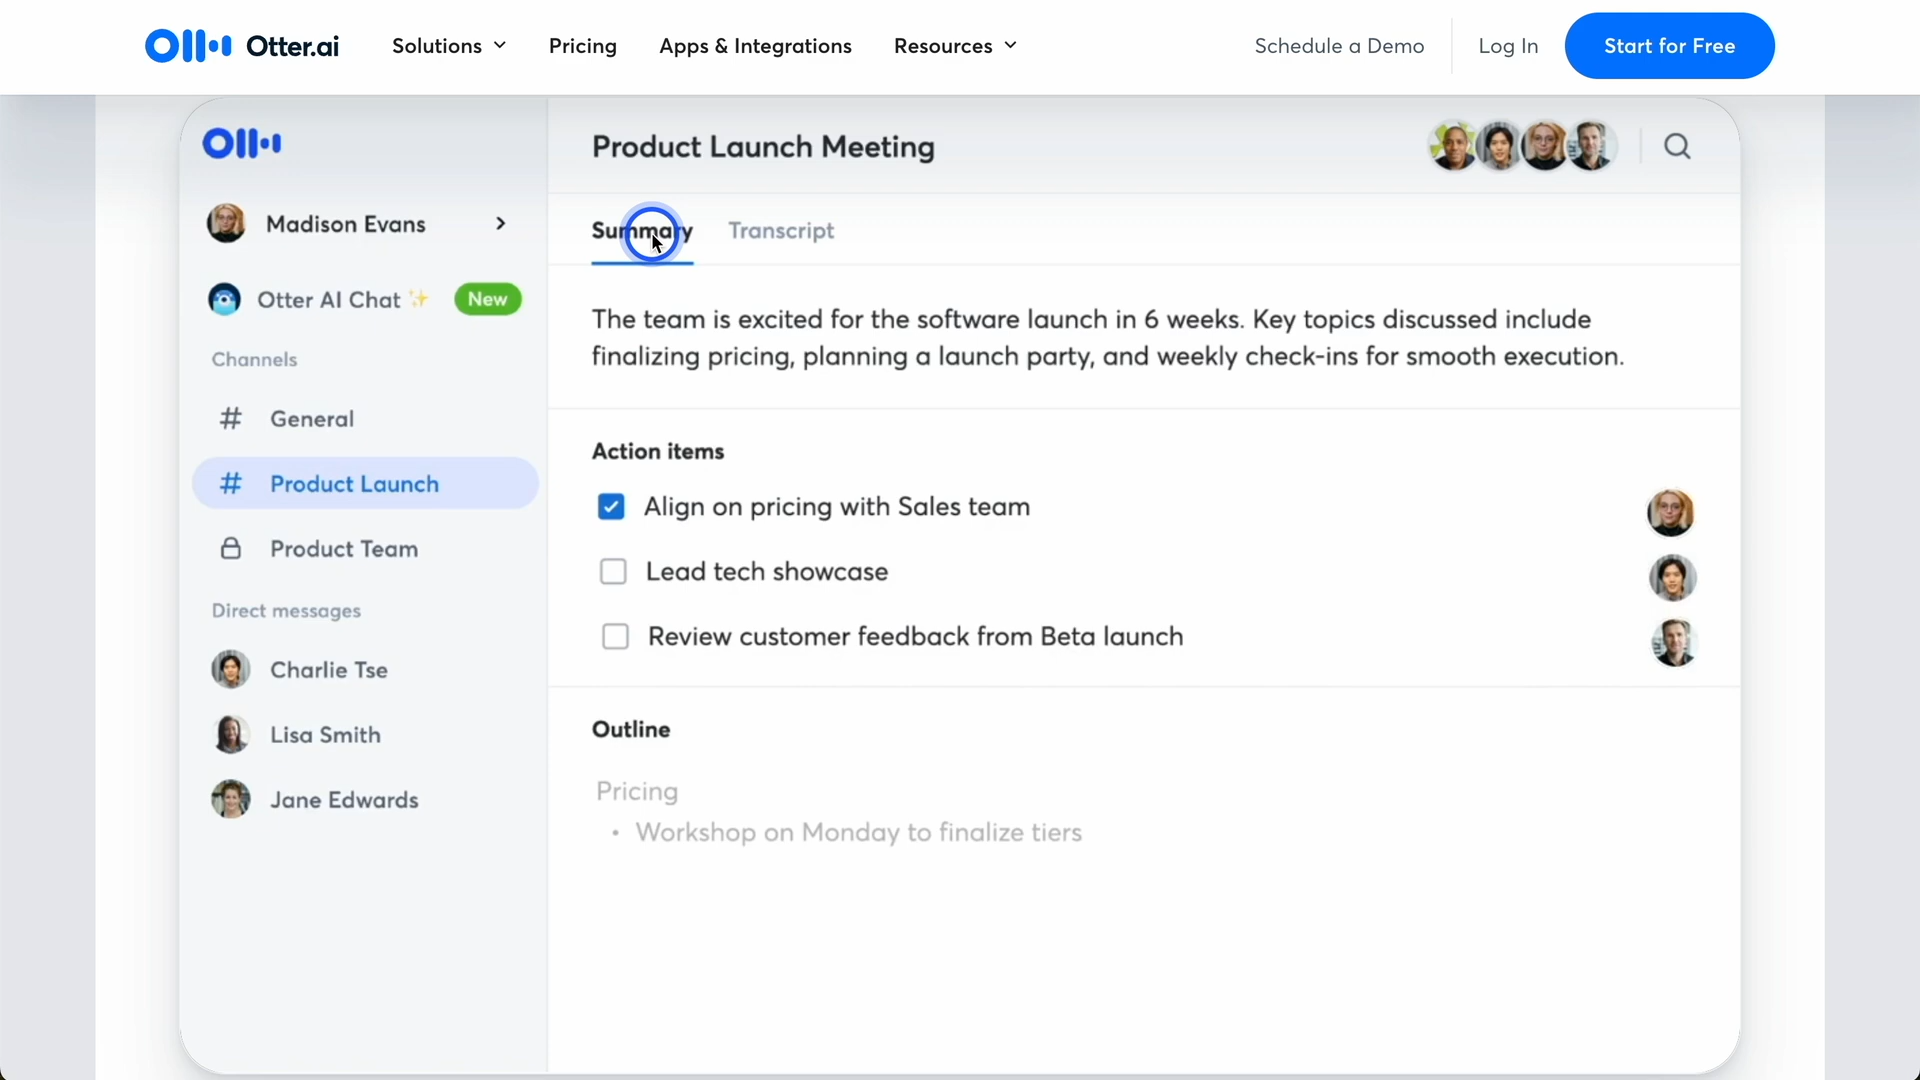 Otter.ai
Solutions
Pricing
Apps & Integrations
Resources
Schedule a Demo
Log In
Start for Free
Madison Evans
Otter AI Chat ✨
New
Channels
# General
# Product Launch
Product Team
Direct messages
Charlie Tse
Lisa Smith
Jane Edwards
Product Launch Meeting
Summary
Transcript
The team is excited for the software launch in 6 weeks. Key topics discussed include
finalizing pricing, planning a launch party, and weekly check-ins for smooth execution.
Action items
Align on pricing with Sales team
Lead tech showcase
Review customer feedback from Beta launch
Outline
Pricing
• Workshop on Monday to finalize tiers